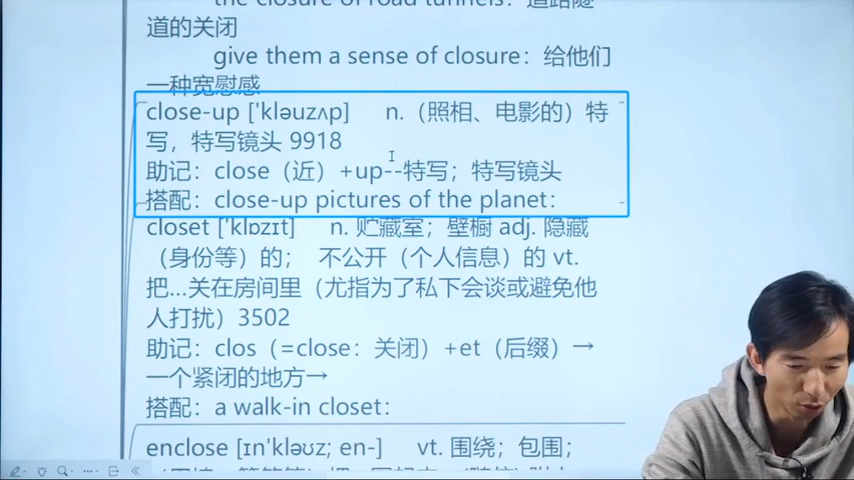 the closure of road tunnels：道路隧
道的关闭
give them a sense of closure：给他们
一种宽慰感
close-up ['kləuzʌp] n.（照相、电影的）特
写，特写镜头 9918
助记：close（近）+up--特写；特写镜头
搭配：close-up pictures of the planet：
closet ['klɒzɪt] n. 贮藏室；壁橱 adj. 隐藏
（身份等）的； 不公开（个人信息）的 vt.
把...关在房间里（尤指为了私下会谈或避免他
人打扰）3502
助记：clos（=close：关闭）+et（后缀）→
一个紧闭的地方→
搭配：a walk-in closet：
enclose [ɪn'kləʊz; en-] vt. 围绕；包围；